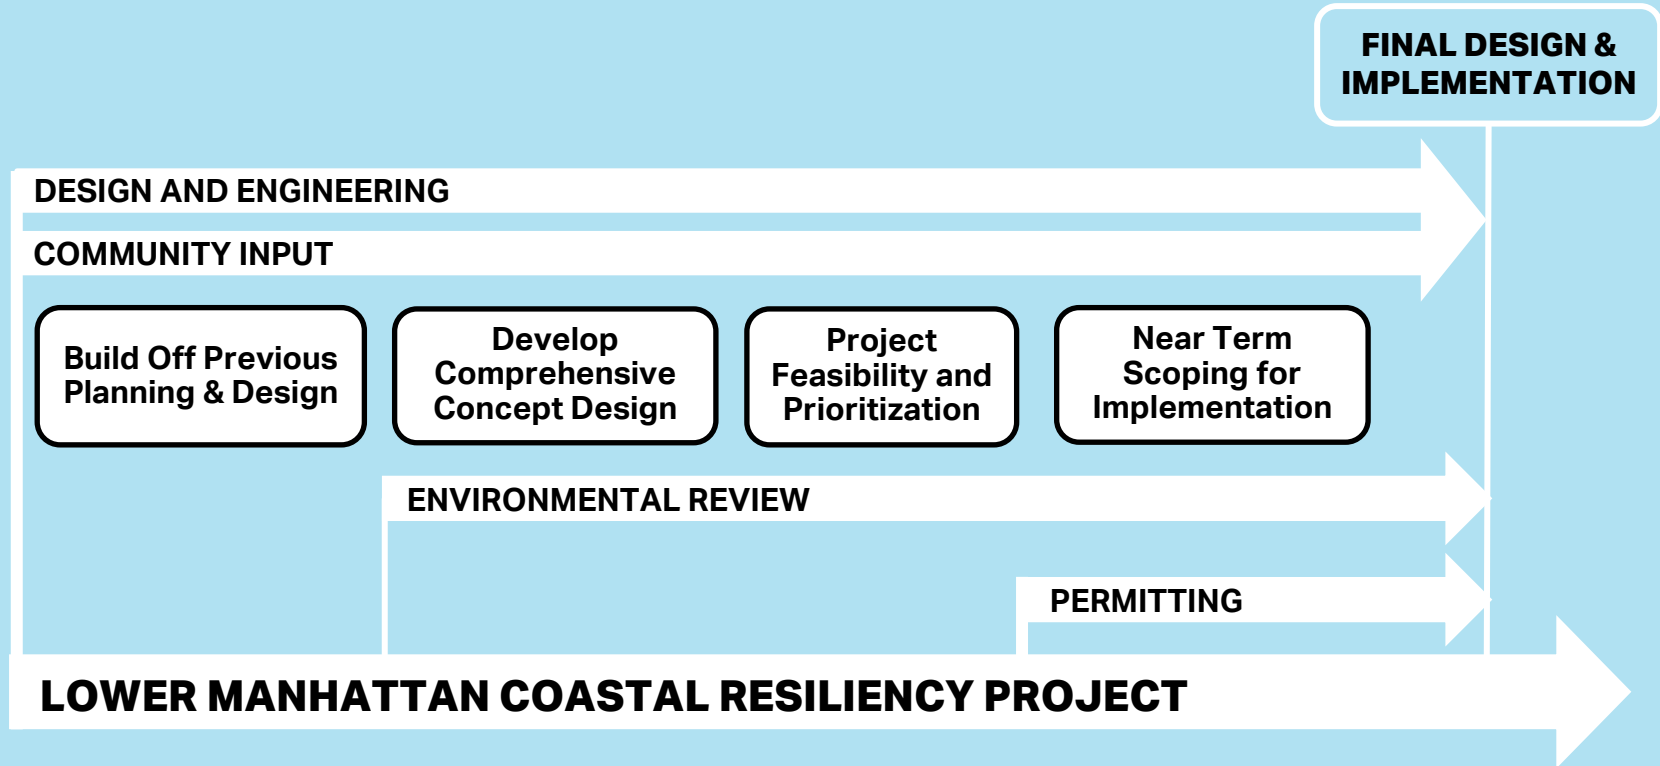 FINAL DESIGN &
IMPLEMENTATION
DESIGN AND ENGINEERING
COMMUNITY INPUT
Build Off Previous
Planning & Design
Develop
Comprehensive
Concept Design
Project
Feasibility and
Prioritization
Near Term
Scoping for
Implementation
ENVIRONMENTAL REVIEW
PERMITTING
LOWER MANHATTAN COASTAL RESILIENCY PROJECT